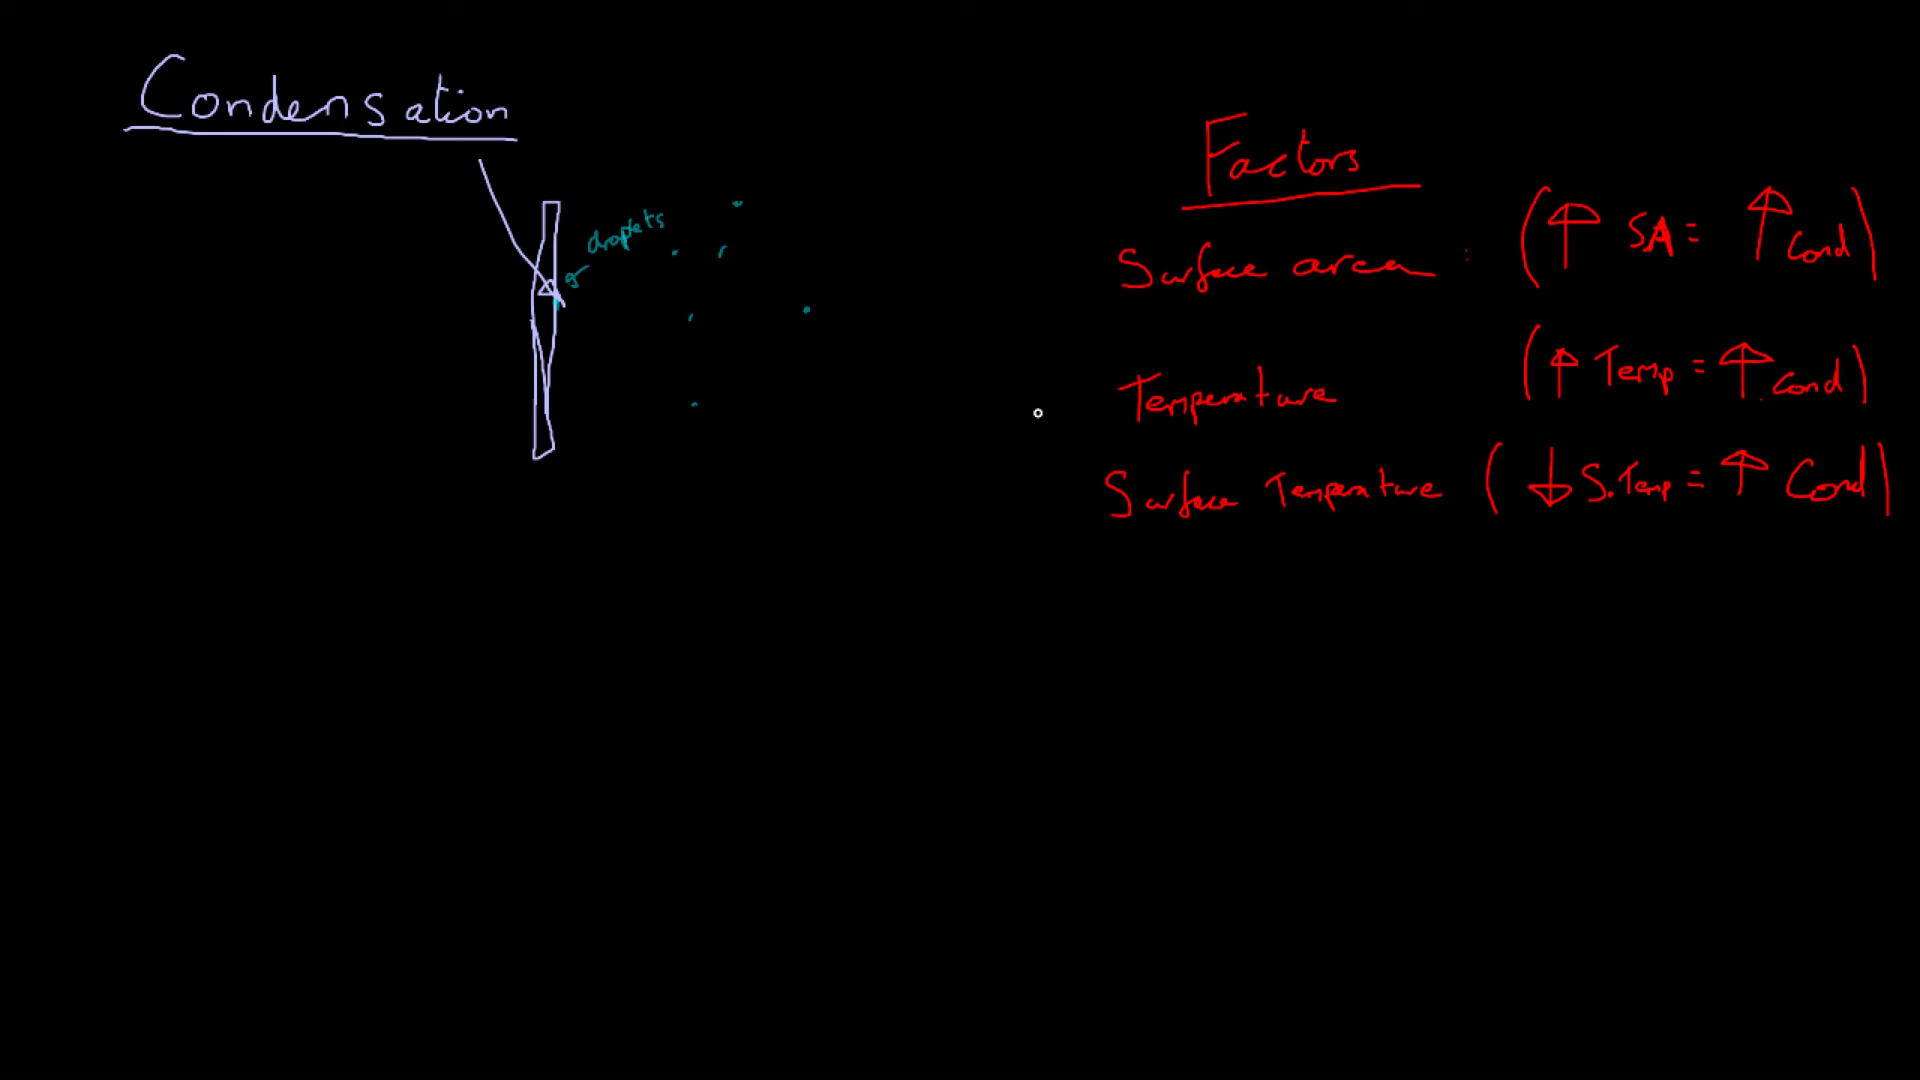 Condensation
droplets
Factors
Surface area : (↑ SA = ↑ Cond)
Temperature (↑ Temp = ↑ Cond)
Surface Temperature (↓ S. Temp = ↑ Cond)